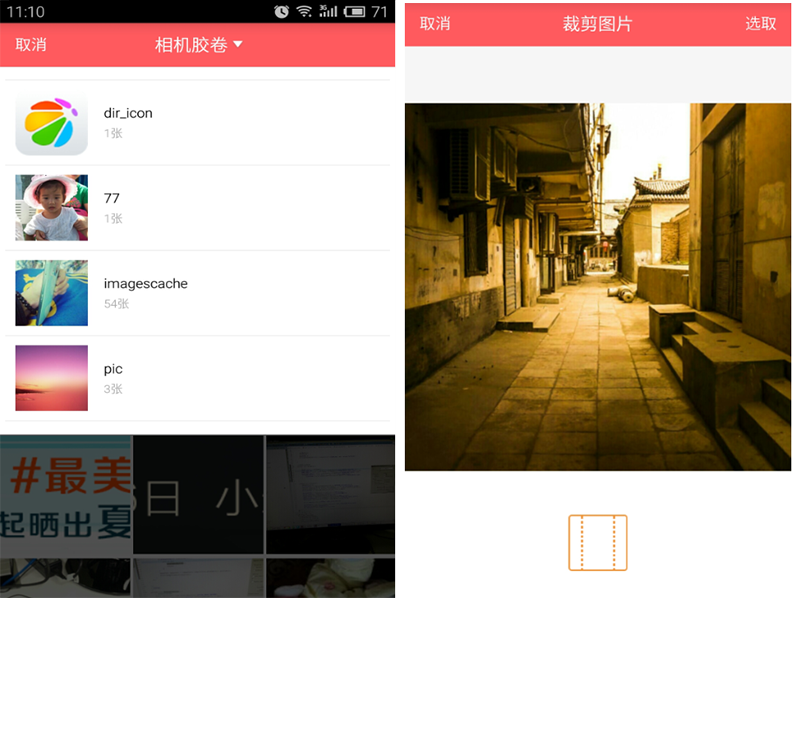 11:10
3G
71
取消
相机胶卷
dir_icon
1张
77
1张
imagescache
54张
pic
3张
#最美
日 小
起晒出夏
取消
裁剪图片
选取